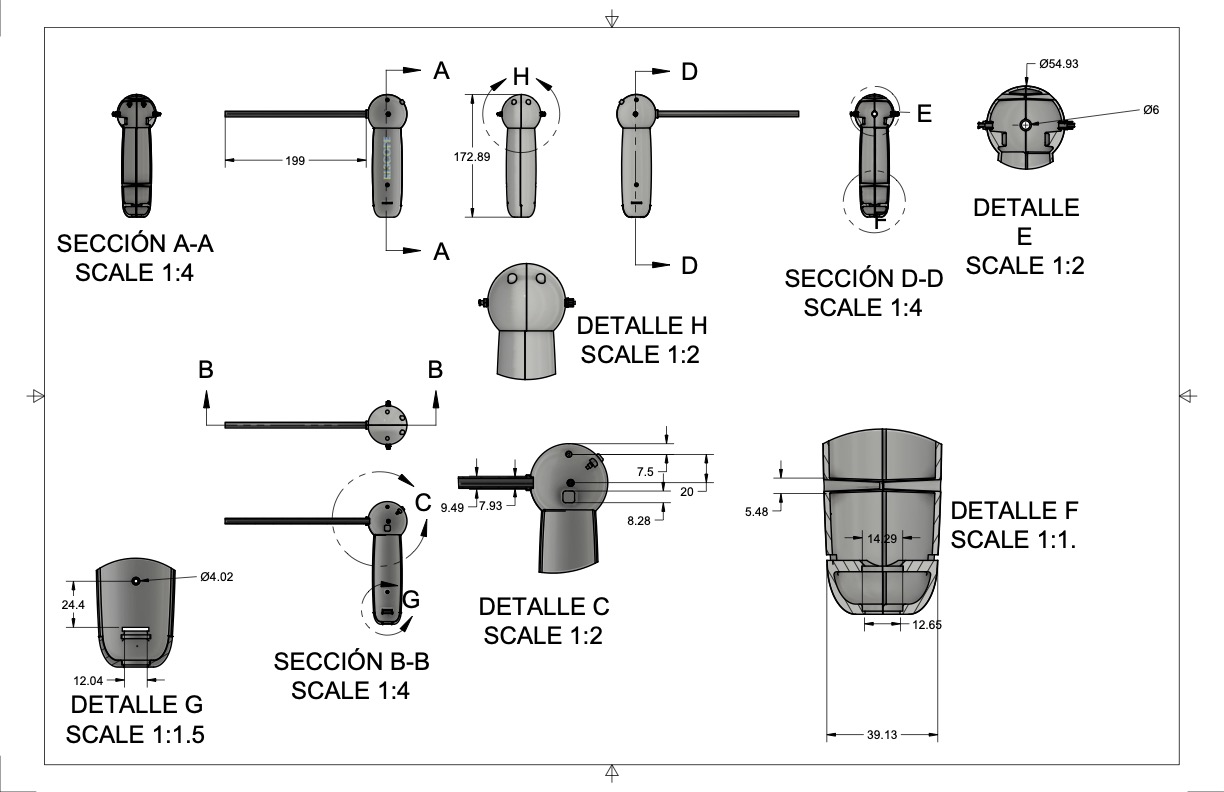 A
H
D
E
Ø54.93
Ø6
199
172.89
F
A
D
SECCIÓN A-A
SCALE 1:4
DETALLE
E
SCALE 1:2
SECCIÓN D-D
SCALE 1:4
DETALLE H
SCALE 1:2
B
B
C
9.49
7.93
7.5
20
8.28
5.48
14.29
DETALLE F
SCALE 1:1.
Ø4.02
24.4
G
DETALLE C
SCALE 1:2
12.65
12.04
SECCIÓN B-B
SCALE 1:4
DETALLE G
SCALE 1:1.5
39.13